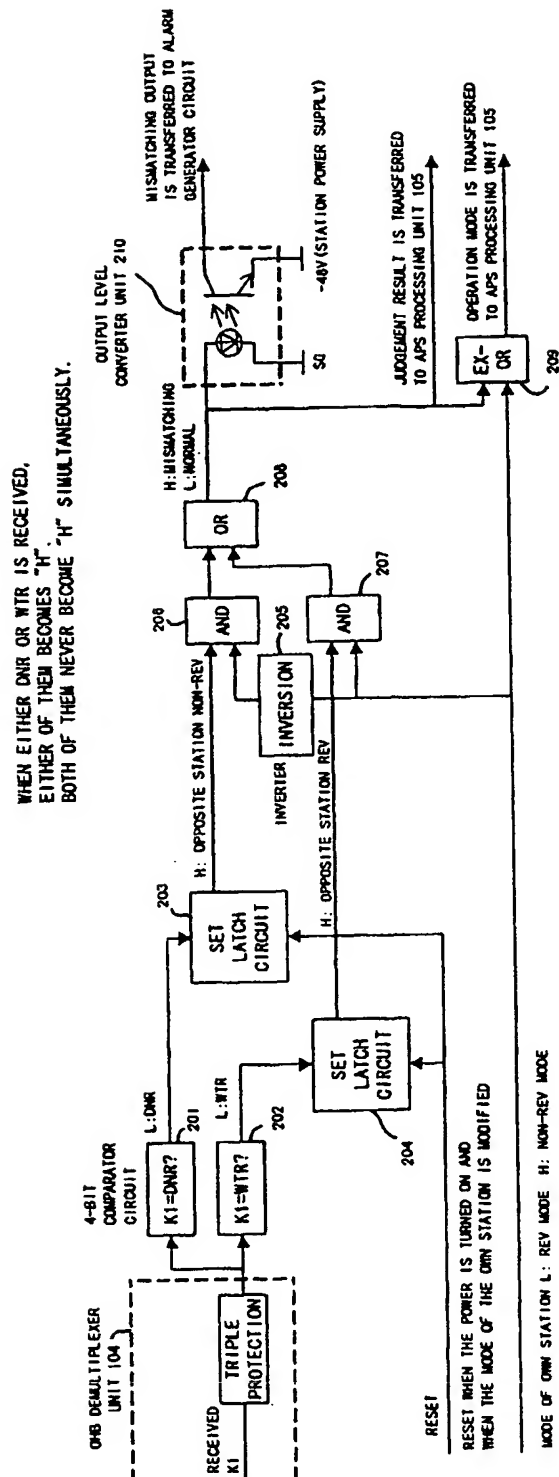 WHEN EITHER DNR OR WTR IS RECEIVED,
EITHER OF THEM BECOMES "H".
BOTH OF THEM NEVER BECOME "H" SIMULTANEOUSLY.
OHB DEMULTIPLEXER
UNIT 104
RECEIVED
K1
TRIPLE
PROTECTION
4-BIT
COMPARATOR
CIRCUIT
K1=DNR?
201
L:DNR
K1=WTR?
202
L:WTR
203
SET
LATCH
CIRCUIT
SET
LATCH
CIRCUIT
204
H: OPPOSITE STATION NON-REV
H: OPPOSITE STATION REV
INVERTER
INVERSION
205
206
AND
AND
207
OR
208
H:MISMATCHING
L:NORMAL
OUTPUT LEVEL
CONVERTER UNIT 210
SG
-48V(STATION POWER SUPPLY)
MISMATCHING OUTPUT
IS TRANSFERRED TO ALARM
GENERATOR CIRCUIT
JUDGEMENT RESULT IS TRANSFERRED
TO APS PROCESSING UNIT 105
EX-
OR
209
OPERATION MODE IS TRANSFERRED
TO APS PROCESSING UNIT 105
RESET
RESET WHEN THE POWER IS TURNED ON AND
WHEN THE MODE OF THE OWN STATION IS MODIFIED
MODE OF OWN STATION L: REV MODE H: NON-REV MODE